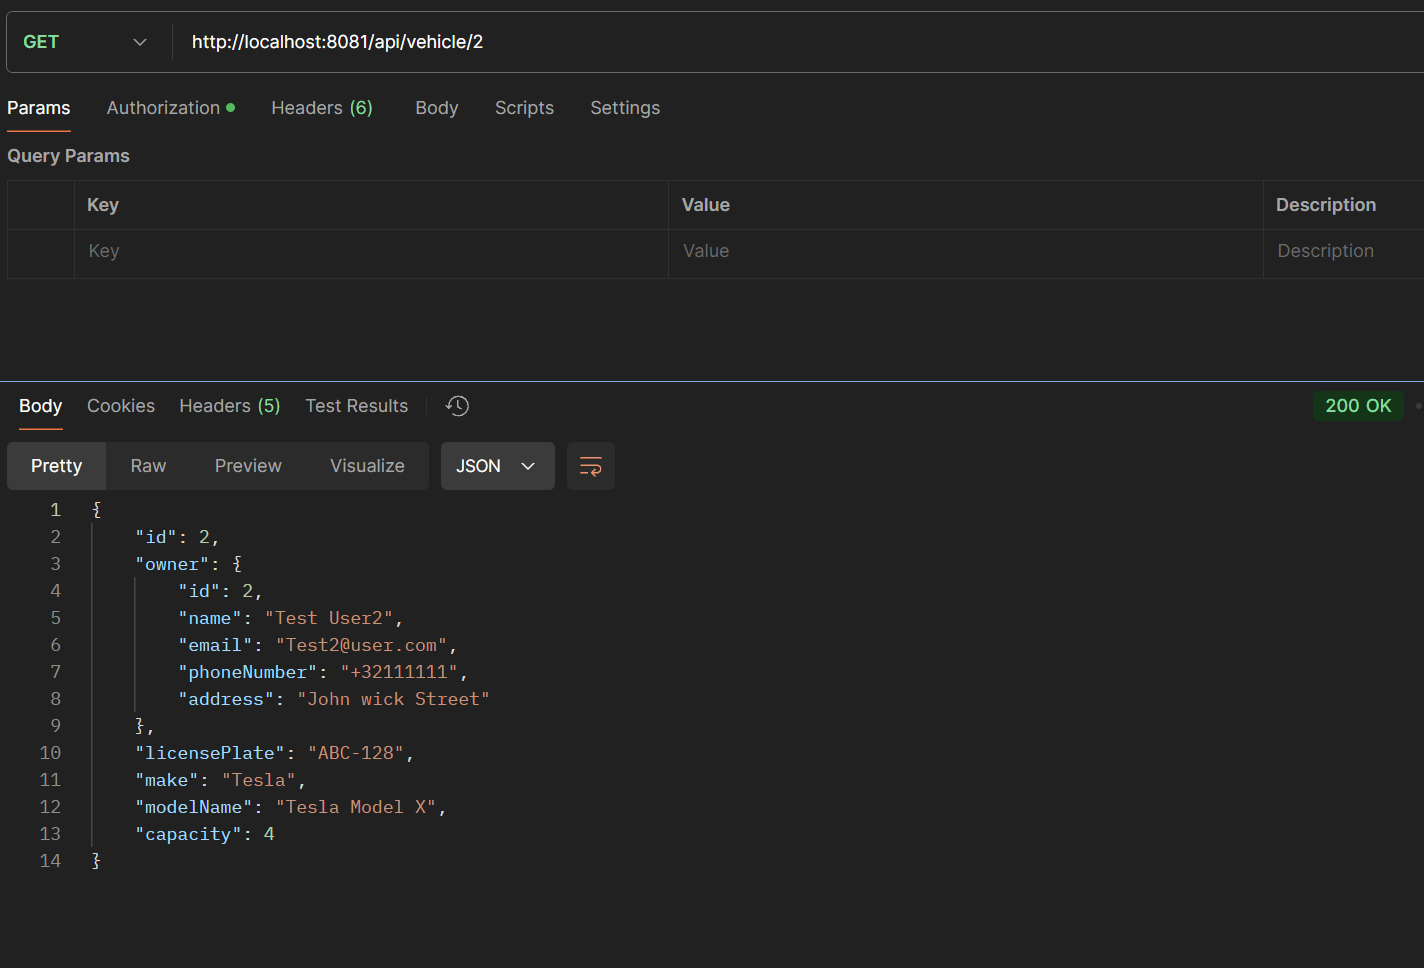 GET http://localhost:8081/api/vehicle/2
Params Authorization Headers (6) Body Scripts Settings
Query Params
Key Value Description
Key Value Description
Body Cookies Headers (5) Test Results 200 OK
Pretty Raw Preview Visualize JSON
1 {
2 "id": 2,
3 "owner": {
4 "id": 2,
5 "name": "Test User2",
6 "email": "Test2@user.com",
7 "phoneNumber": "+32111111",
8 "address": "John wick Street"
9 },
10 "licensePlate": "ABC-128",
11 "make": "Tesla",
12 "modelName": "Tesla Model X",
13 "capacity": 4
14 }